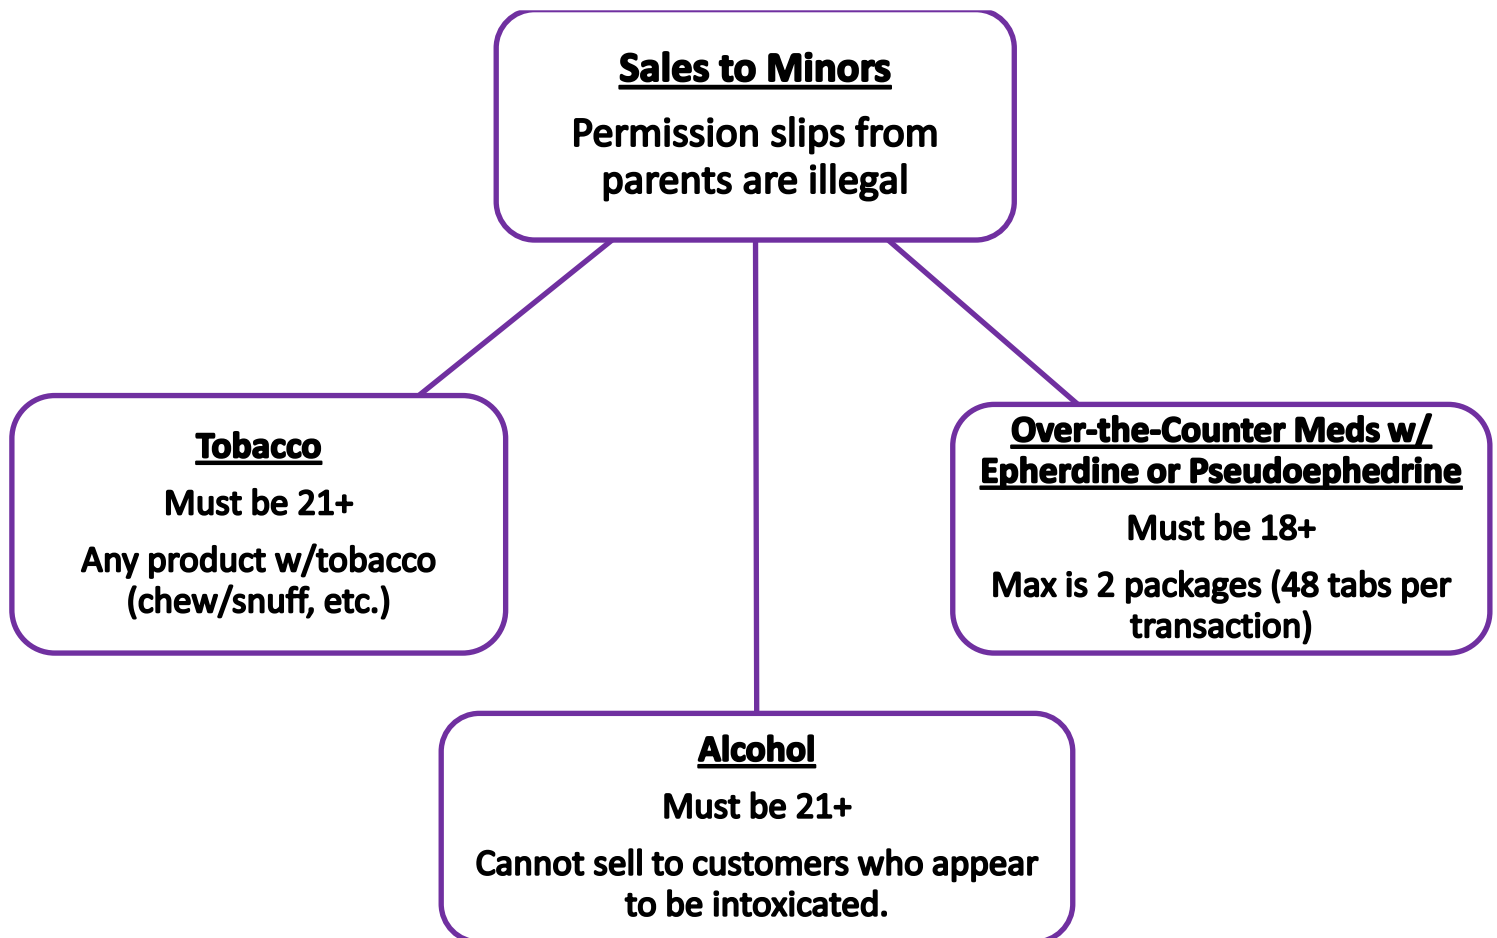 Sales to Minors
Permission slips from
parents are illegal
Tobacco
Must be 21+
Any product w/tobacco
(chew/snuff, etc.)
Over-the-Counter Meds w/
Epherdine or Pseudoephedrine
Must be 18+
Max is 2 packages (48 tabs per
transaction)
Alcohol
Must be 21+
Cannot sell to customers who appear
to be intoxicated.